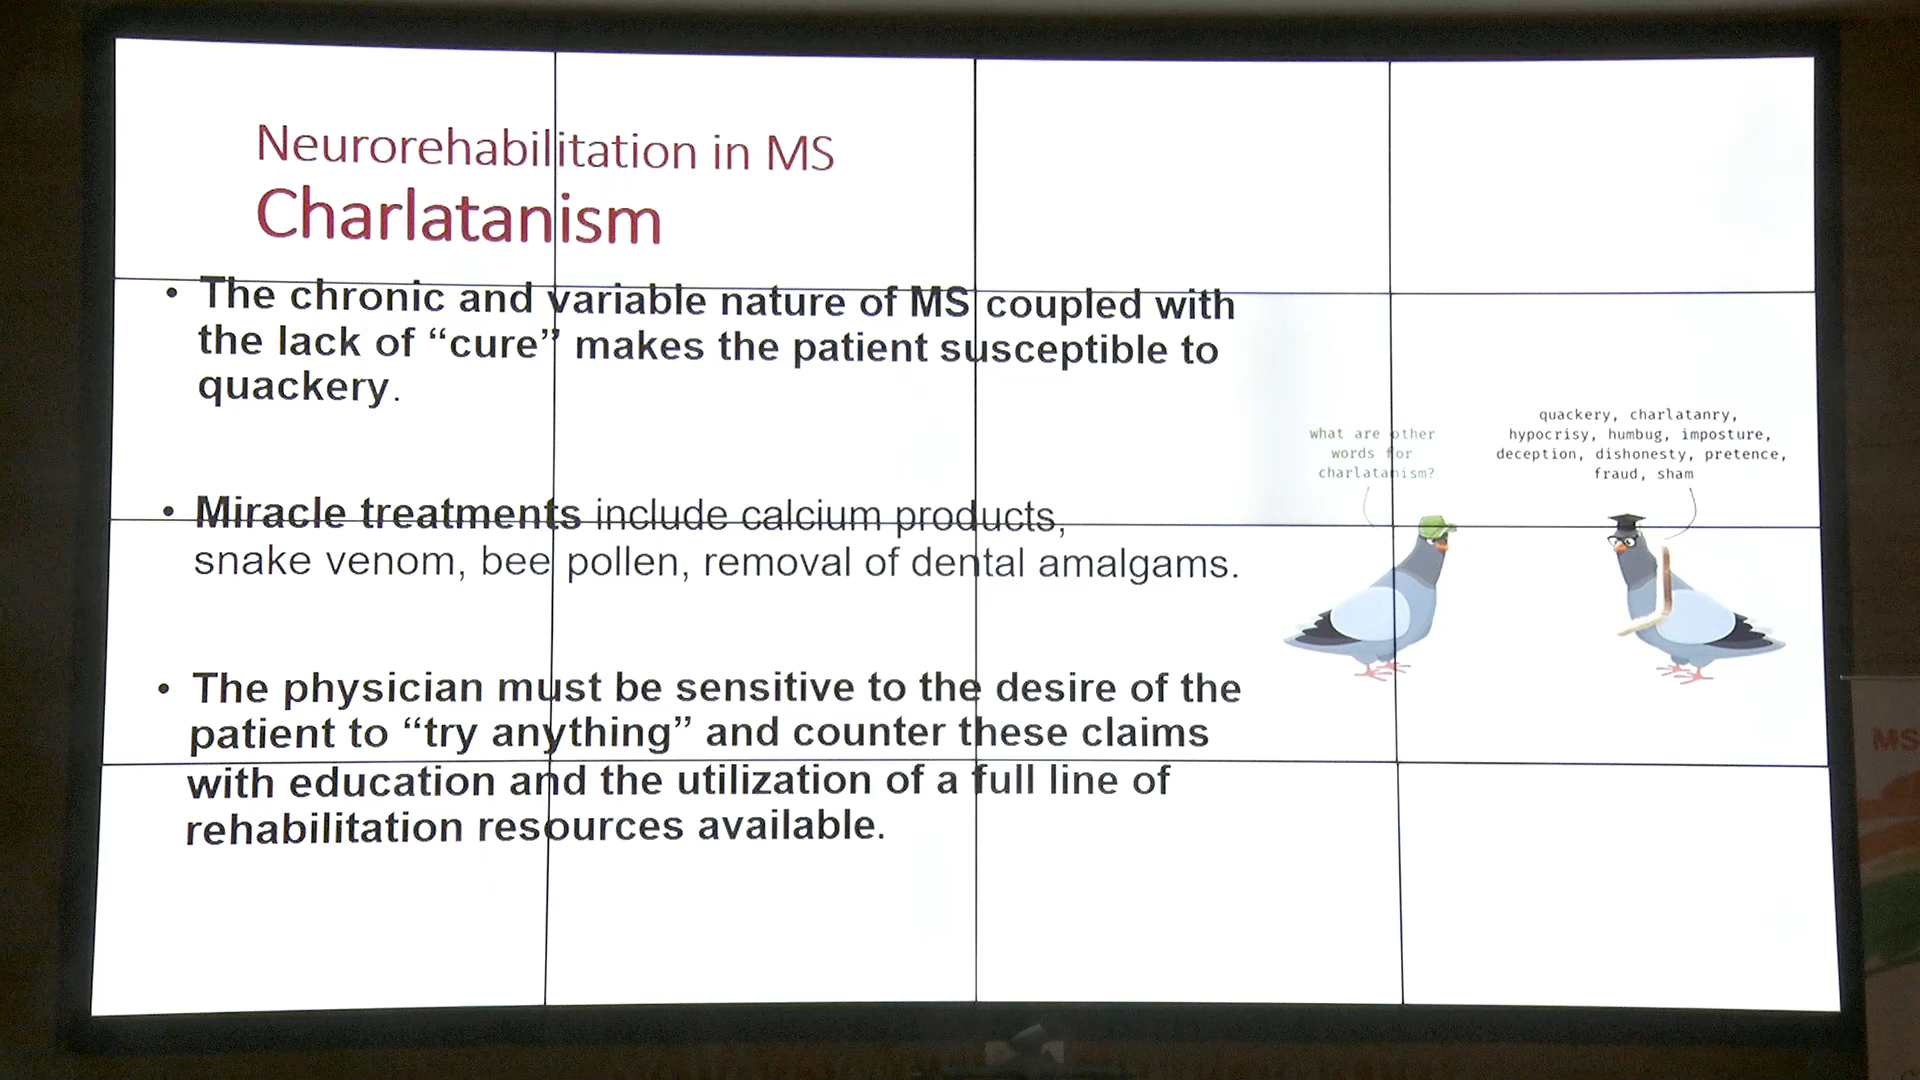 Neurorehabilitation in MS
Charlatanism
• The chronic and variable nature of MS coupled with
the lack of “cure” makes the patient susceptible to
quackery.
• Miracle treatments include calcium products,
snake venom, bee pollen, removal of dental amalgams.
• The physician must be sensitive to the desire of the
patient to “try anything” and counter these claims
with education and the utilization of a full line of
rehabilitation resources available.
what are other
words for
charlatanism?
quackery, charlatanry,
hypocrisy, humbug, imposture,
deception, dishonesty, pretence,
fraud, sham
MS